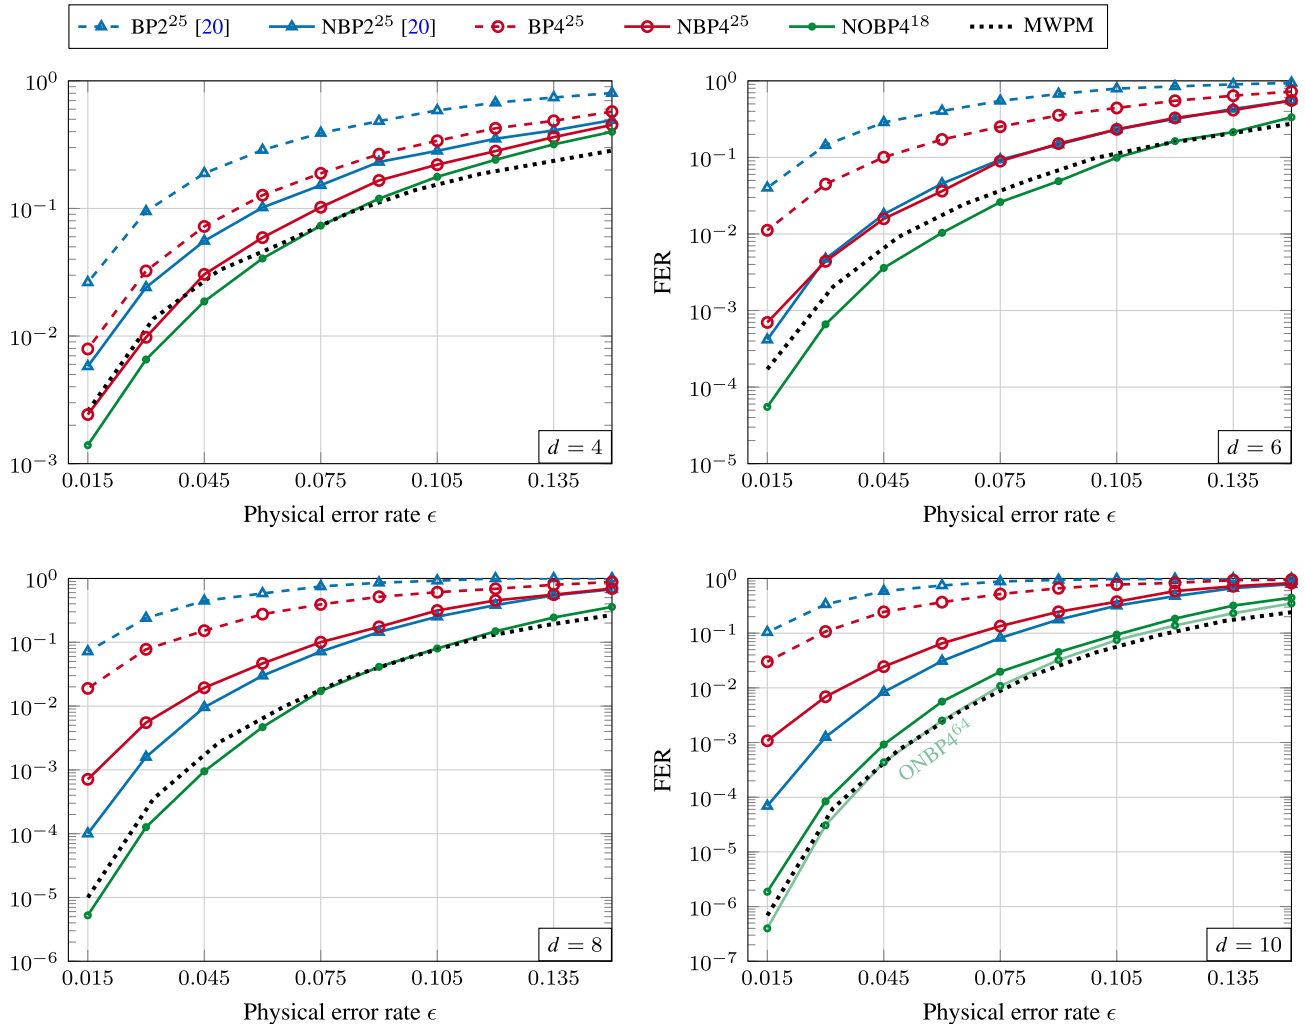 BP2^25 [20] NBP2^25 [20] BP4^25 NBP4^25 NOBP4^18 MWPM
10^0
10^-1
10^-2
10^-3
0.015 0.045 0.075 0.105 0.135
Physical error rate ϵ
d = 4
10^0
10^-1
10^-2
10^-3
10^-4
10^-5
FER
0.015 0.045 0.075 0.105 0.135
Physical error rate ϵ
d = 6
10^0
10^-1
10^-2
10^-3
10^-4
10^-5
10^-6
0.015 0.045 0.075 0.105 0.135
Physical error rate ϵ
d = 8
10^0
10^-1
10^-2
10^-3
10^-4
10^-5
10^-6
10^-7
FER
ONBP4^64
0.015 0.045 0.075 0.105 0.135
Physical error rate ϵ
d = 10